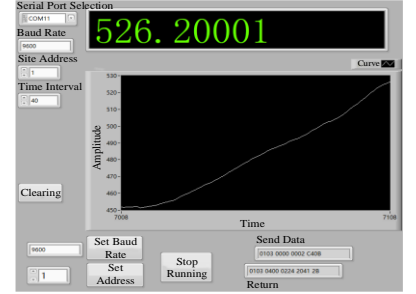 Serial Port Selection
COM11
Baud Rate
9600
Site Address
1
Time Interval
40
526.20001
Curve
530
520
510
500
490
480
470
460
450
Amplitude
7008
7108
Time
Clearing
9600
Set Baud
Rate
1
Set
Address
Stop
Running
Send Data
0103 0000 0002 C40B
0103 0400 0224 2041 2B
Return